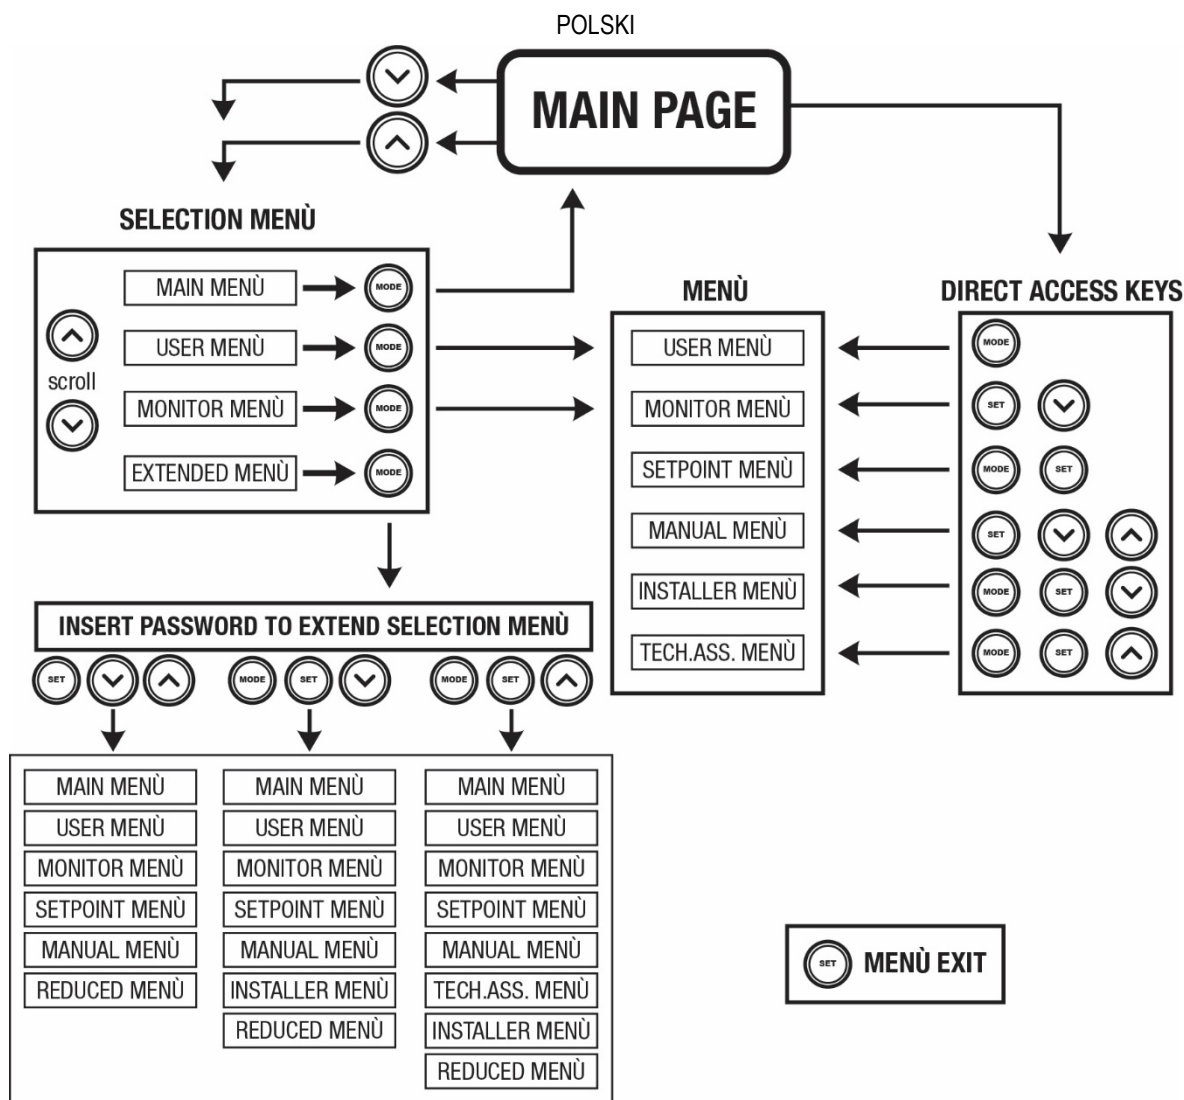 POLSKI
MAIN PAGE
SELECTION MENÙ
MAIN MENÙ MODE
USER MENÙ MODE
scroll
MONITOR MENÙ MODE
EXTENDED MENÙ MODE
MENÙ
USER MENÙ
MONITOR MENÙ
SETPOINT MENÙ
MANUAL MENÙ
INSTALLER MENÙ
TECH.ASS. MENÙ
DIRECT ACCESS KEYS
MODE
SET
MODE SET
SET
MODE SET
MODE SET
INSERT PASSWORD TO EXTEND SELECTION MENÙ
SET MODE SET MODE SET
MAIN MENÙ
USER MENÙ
MONITOR MENÙ
SETPOINT MENÙ
MANUAL MENÙ
REDUCED MENÙ
MAIN MENÙ
USER MENÙ
MONITOR MENÙ
SETPOINT MENÙ
MANUAL MENÙ
INSTALLER MENÙ
REDUCED MENÙ
MAIN MENÙ
USER MENÙ
MONITOR MENÙ
SETPOINT MENÙ
MANUAL MENÙ
TECH.ASS. MENÙ
INSTALLER MENÙ
REDUCED MENÙ
SET MENÙ EXIT